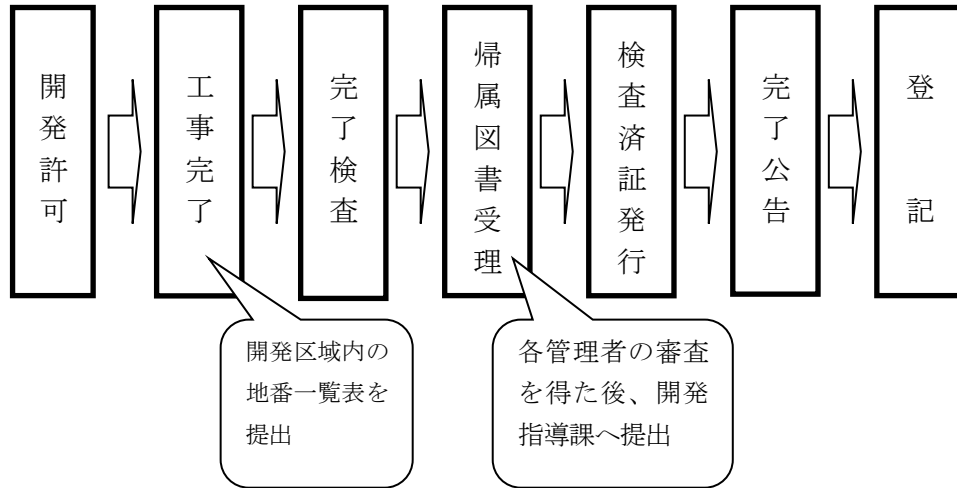 開発許可
工事完了
完了検査
帰属図書受理
検査済証発行
完了公告
登記
開発区域内の
地番一覧表を
提出
各管理者の審査
を得た後、開発
指導課へ提出